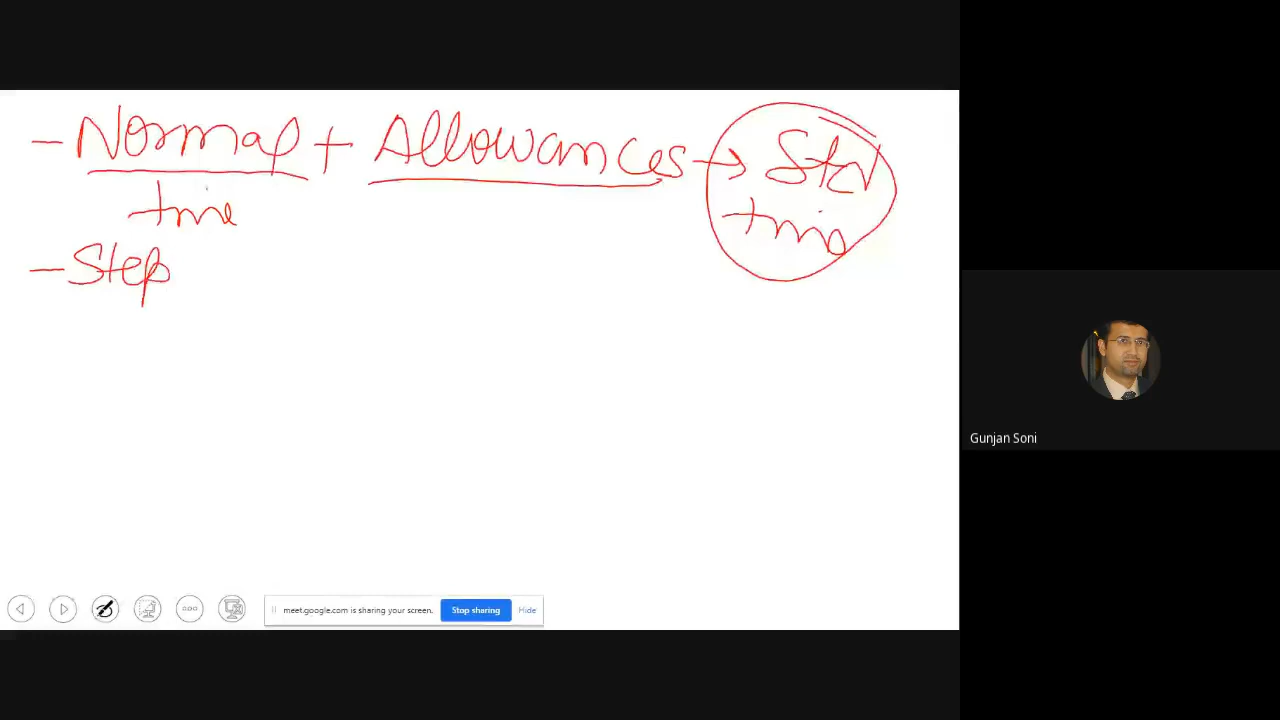 - Normal + Allowances → Std
time
time
- Step
meet.google.com is sharing your screen. Stop sharing Hide
Gunjan Soni